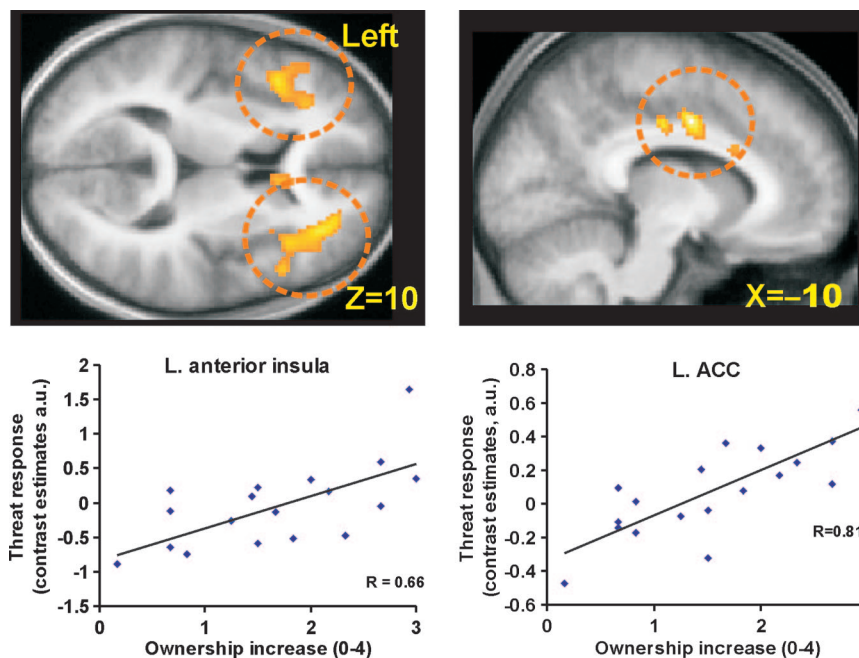 Left
Z=10
X=–10
L. anterior insula
Threat response
(contrast estimates a.u.)
2
1.5
1
0.5
0
-0.5
-1
-1.5
R = 0.66
0 1 2 3
Ownership increase (0-4)
L. ACC
Threat response
(contrast estimates, a.u.)
0.8
0.6
0.4
0.2
0
-0.2
-0.4
-0.6
R=0.81
0 1 2
Ownership increase (0-4)